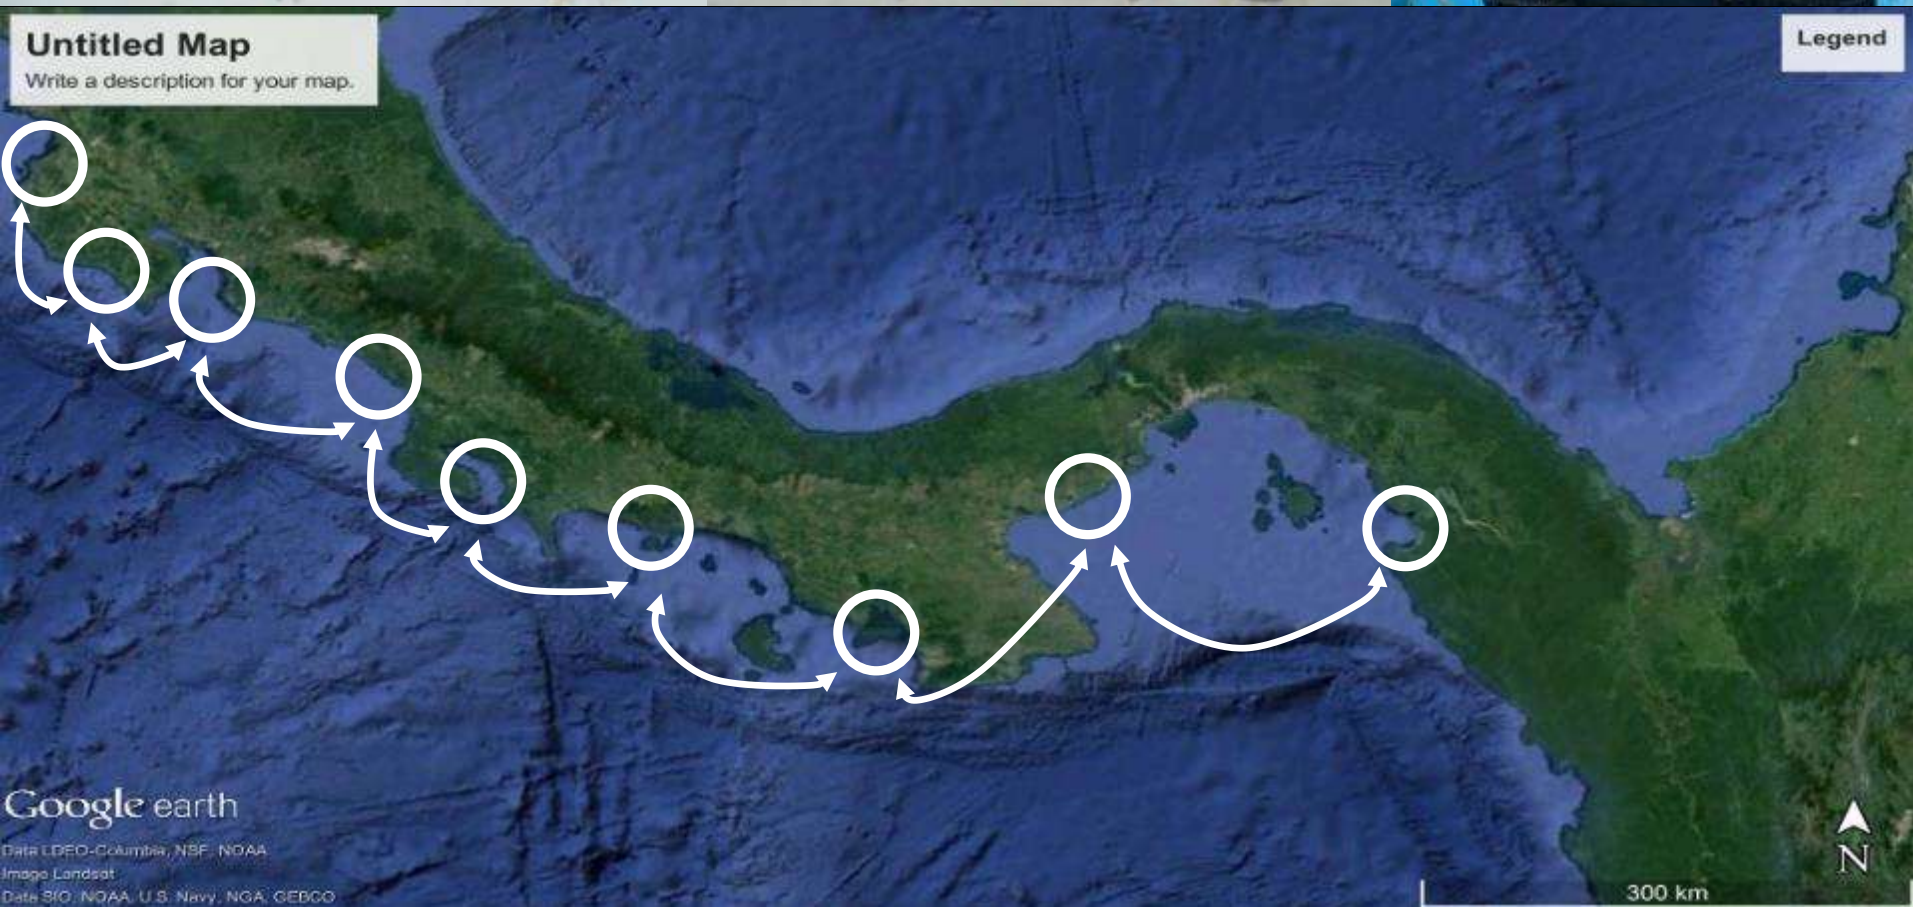 Untitled Map
Write a description for your map.
Legend
Google earth
Data LDEO-Columbia, NSF, NOAA
Image Landsat
Data SIO, NOAA, U.S. Navy, NGA, GEBCO
N
300 km